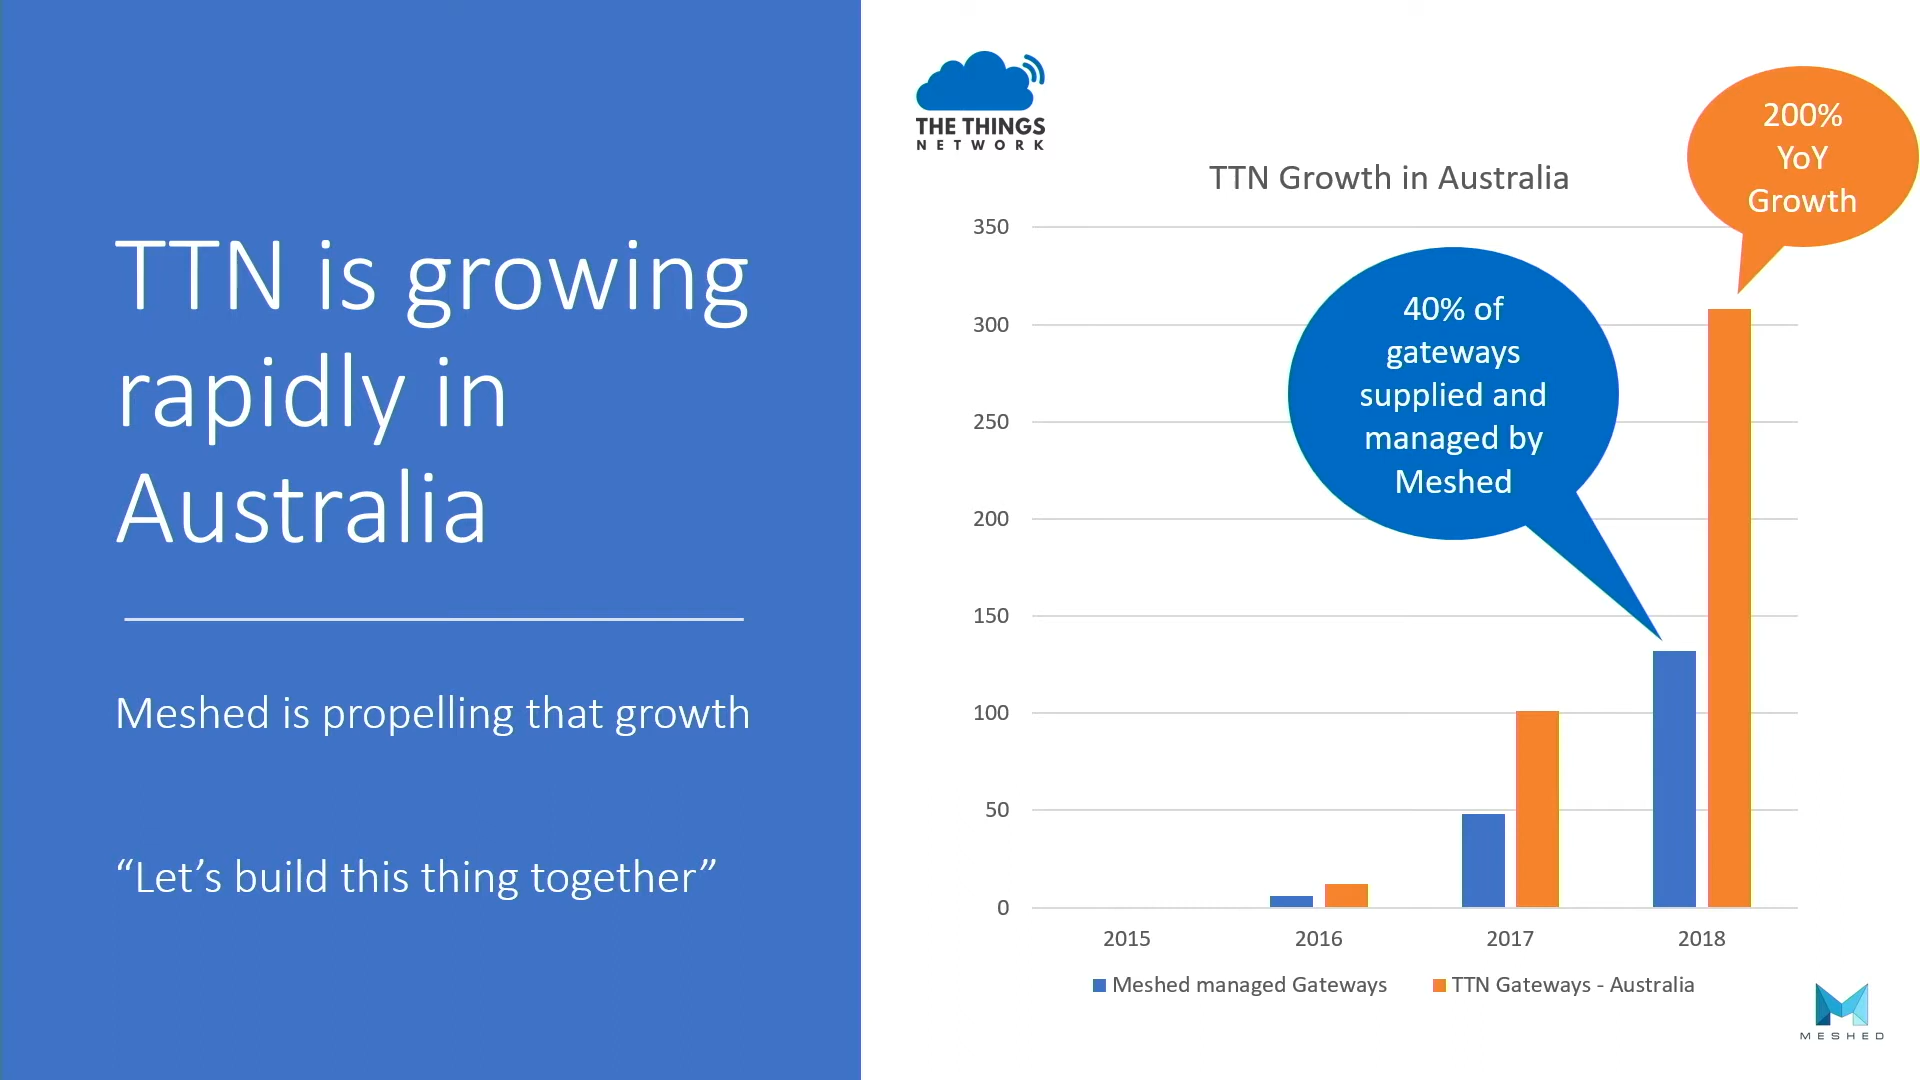 TTN is growing
rapidly in
Australia
Meshed is propelling that growth
“Let’s build this thing together”
THE THINGS
NETWORK
TTN Growth in Australia
200%
YoY
Growth
40% of
gateways
supplied and
managed by
Meshed
350
300
250
200
150
100
50
0
2015 2016 2017 2018
Meshed managed Gateways TTN Gateways - Australia
MESHED